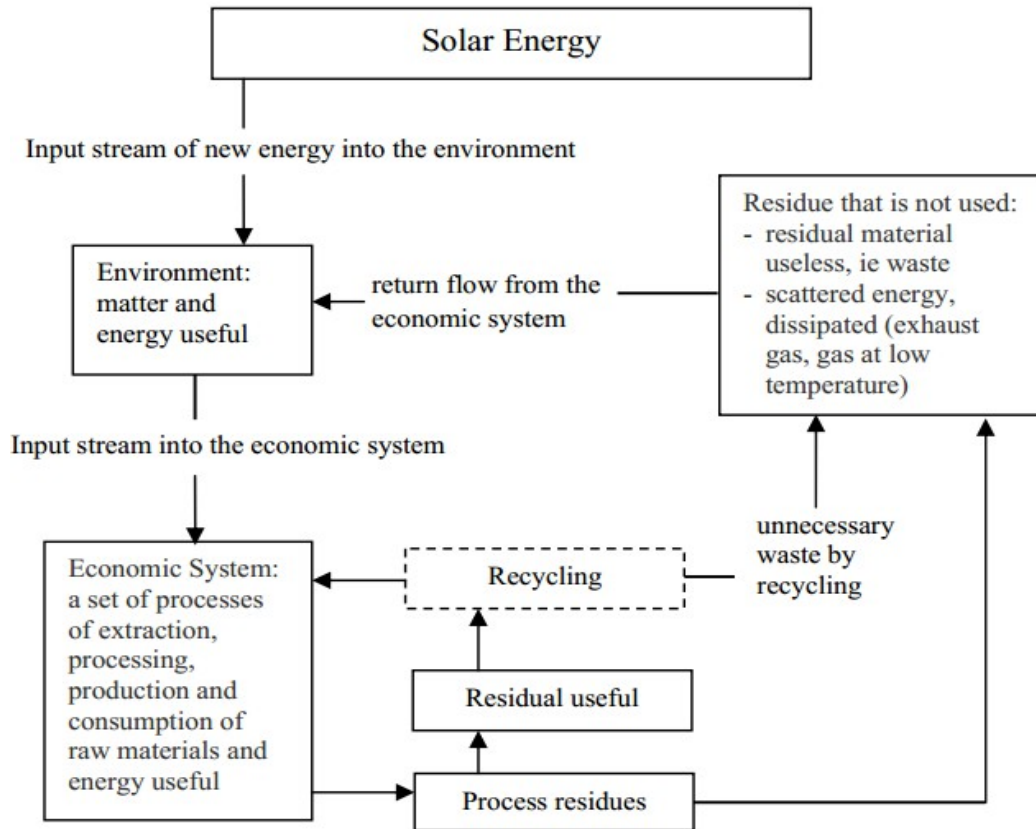 Solar Energy
Input stream of new energy into the environment
Environment:
matter and
energy useful
return flow from the
economic system
Residue that is not used:
- residual material
useless, ie waste
- scattered energy,
dissipated (exhaust
gas, gas at low
temperature)
Input stream into the economic system
Economic System:
a set of processes
of extraction,
processing,
production and
consumption of
raw materials and
energy useful
Recycling
unnecessary
waste by
recycling
Residual useful
Process residues